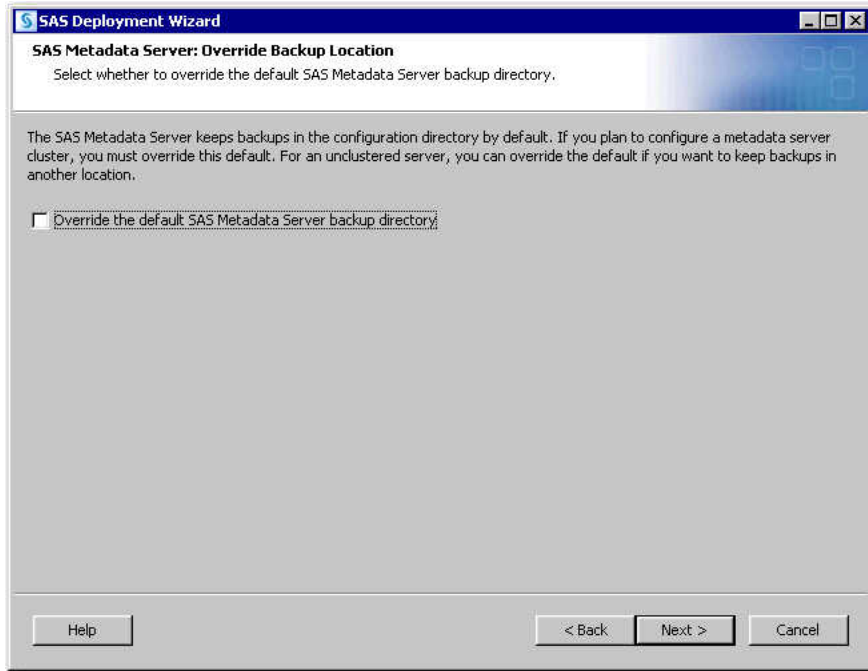 SAS Deployment Wizard
SAS Metadata Server: Override Backup Location
Select whether to override the default SAS Metadata Server backup directory.
The SAS Metadata Server keeps backups in the configuration directory by default. If you plan to configure a metadata server
cluster, you must override this default. For an unclustered server, you can override the default if you want to keep backups in
another location.
Override the default SAS Metadata Server backup directory
Help < Back Next > Cancel